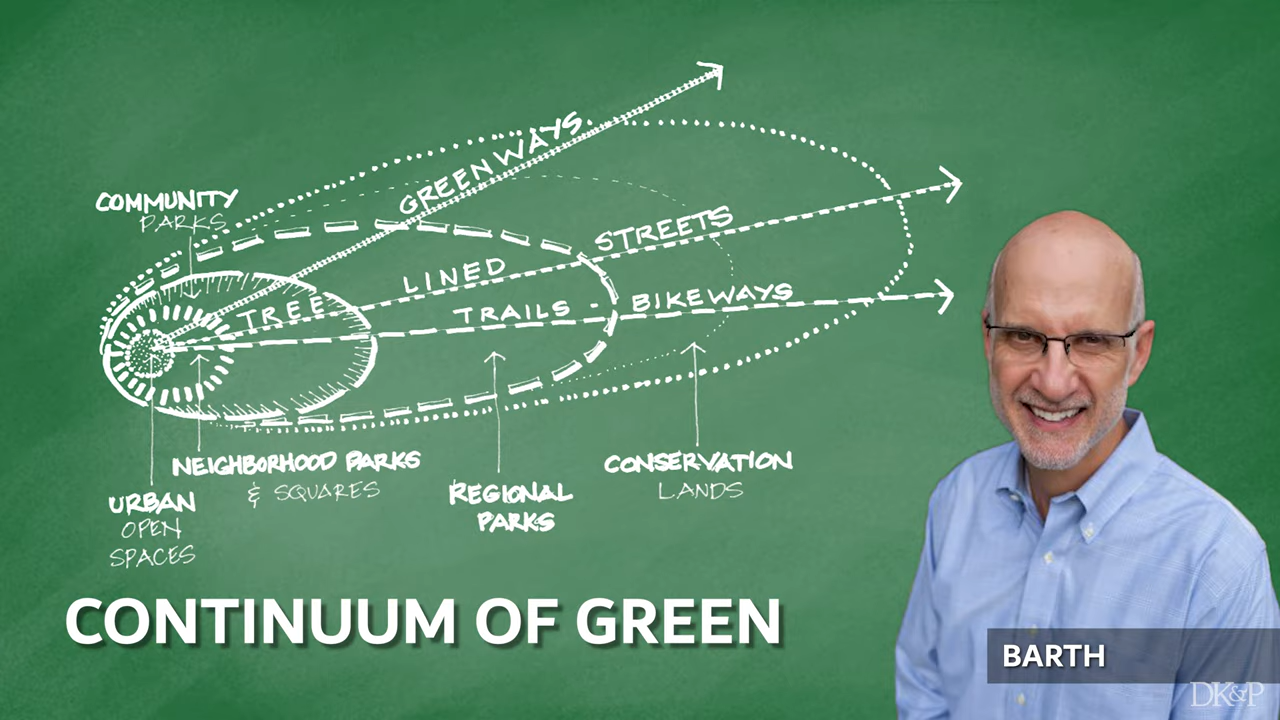 GREENWAYS
COMMUNITY
PARKS
TREE LINED STREETS
TRAILS - BIKEWAYS
NEIGHBORHOOD PARKS
& SQUARES
URBAN
OPEN
SPACES
REGIONAL
PARKS
CONSERVATION
LANDS
CONTINUUM OF GREEN
BARTH
DK&P